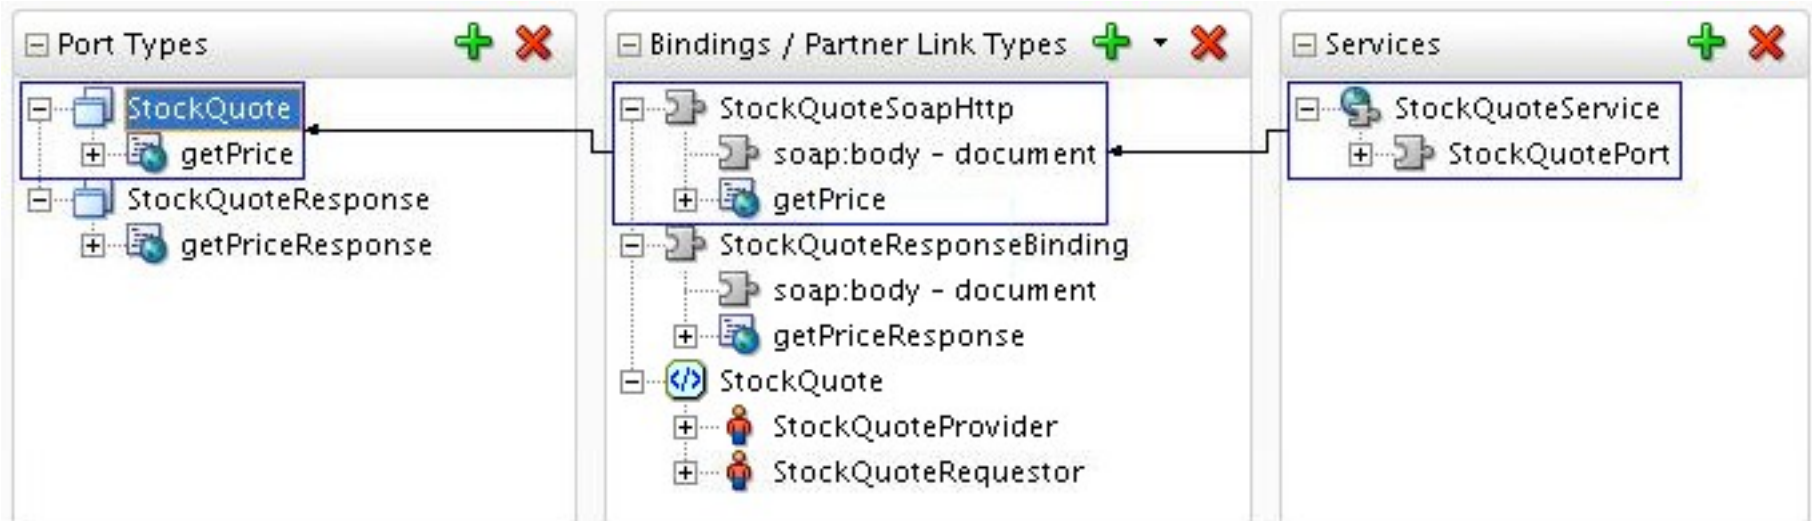 Port Types
StockQuote
getPrice
StockQuoteResponse
getPriceResponse
Bindings / Partner Link Types
StockQuoteSoapHttp
soap:body - document
getPrice
StockQuoteResponseBinding
soap:body - document
getPriceResponse
StockQuote
StockQuoteProvider
StockQuoteRequestor
Services
StockQuoteService
StockQuotePort